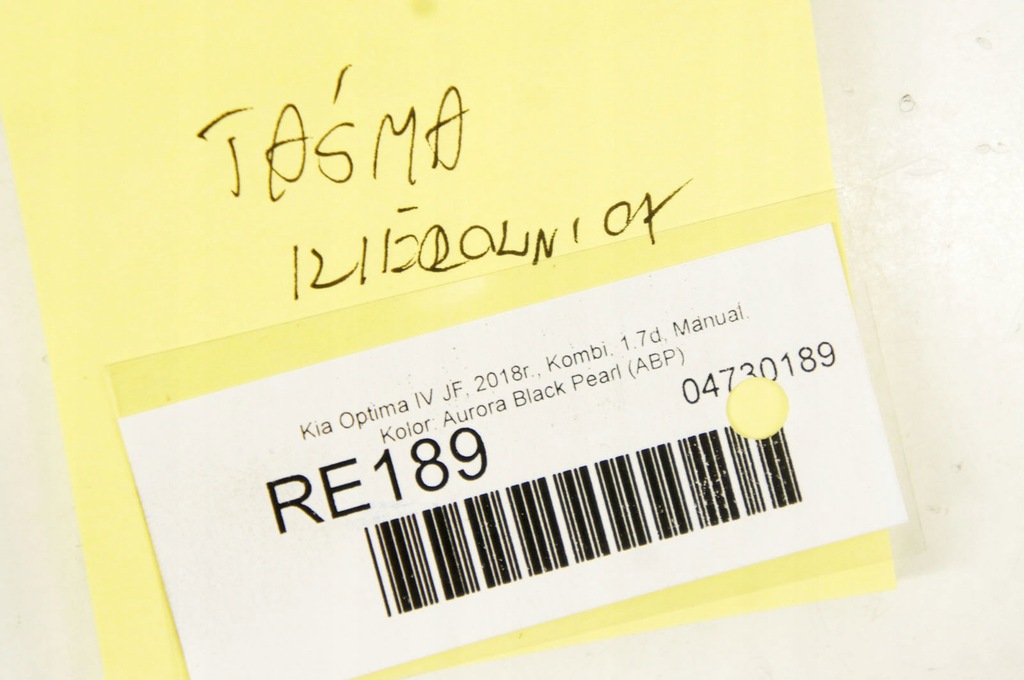 TAŚMA
KIEROWNICY
Kia Optima IV JF, 2018r., Kombi. 1.7d, Manual.
Kolor: Aurora Black Pearl (ABP)
04730189
RE189